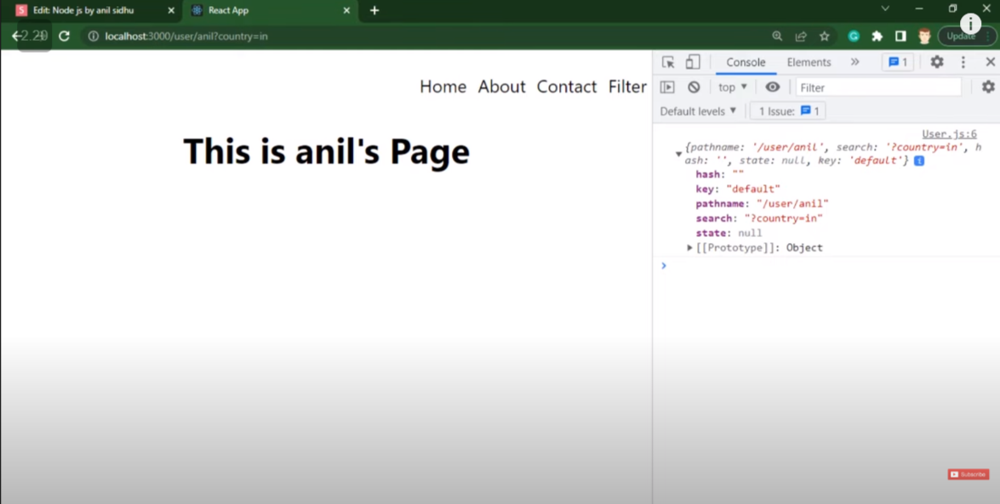 Edit: Node js by anil sidhu
React App
2.20
localhost:3000/user/anil?country=in
Update
Home About Contact Filter
This is anil's Page
Console Elements 1
top Filter
Default levels 1 Issue: 1
User.js:6
{pathname: '/user/anil', search: '?country=in', h
ash: '', state: null, key: 'default'}
hash: ""
key: "default"
pathname: "/user/anil"
search: "?country=in"
state: null
[[Prototype]]: Object
Subscribe